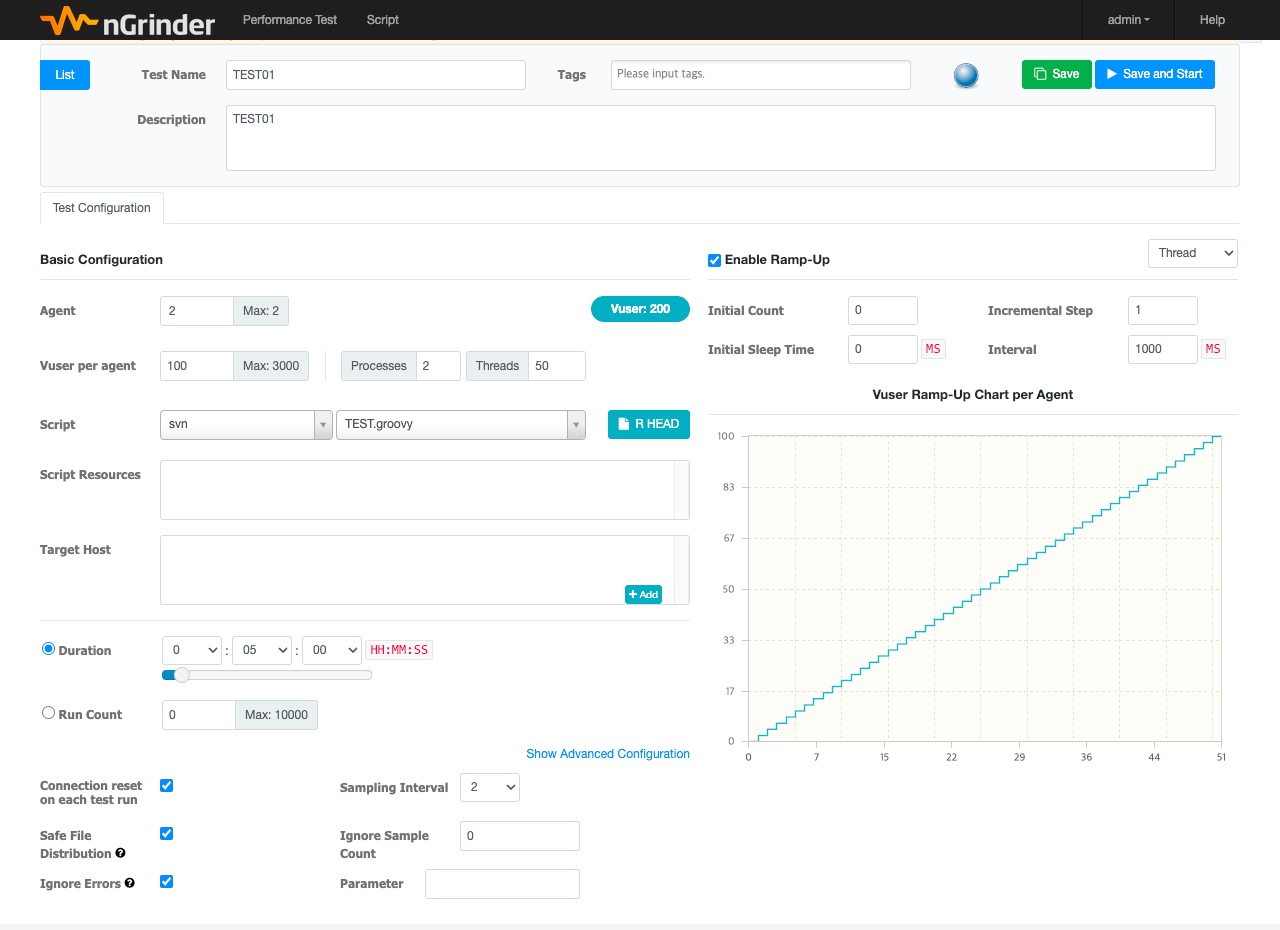 nGrinder Performance Test Script admin Help
List Test Name TEST01 Tags Please input tags. Save Save and Start
Description TEST01
Test Configuration
Basic Configuration
Agent 2 Max: 2 Vuser: 200
Vuser per agent 100 Max: 3000 Processes 2 Threads 50
Script svn TEST.groovy R HEAD
Script Resources
Target Host
+ Add
Duration 0 : 05 : 00 HH:MM:SS
Run Count 0 Max: 10000
Show Advanced Configuration
Connection reset
on each test run
Sampling Interval 2
Safe File
Distribution ?
Ignore Sample
Count
0
Ignore Errors ? Parameter
Enable Ramp-Up Thread
Initial Count 0 Incremental Step 1
Initial Sleep Time 0 MS Interval 1000 MS
Vuser Ramp-Up Chart per Agent
100
83
67
50
33
17
0
0 7 15 22 29 36 44 51